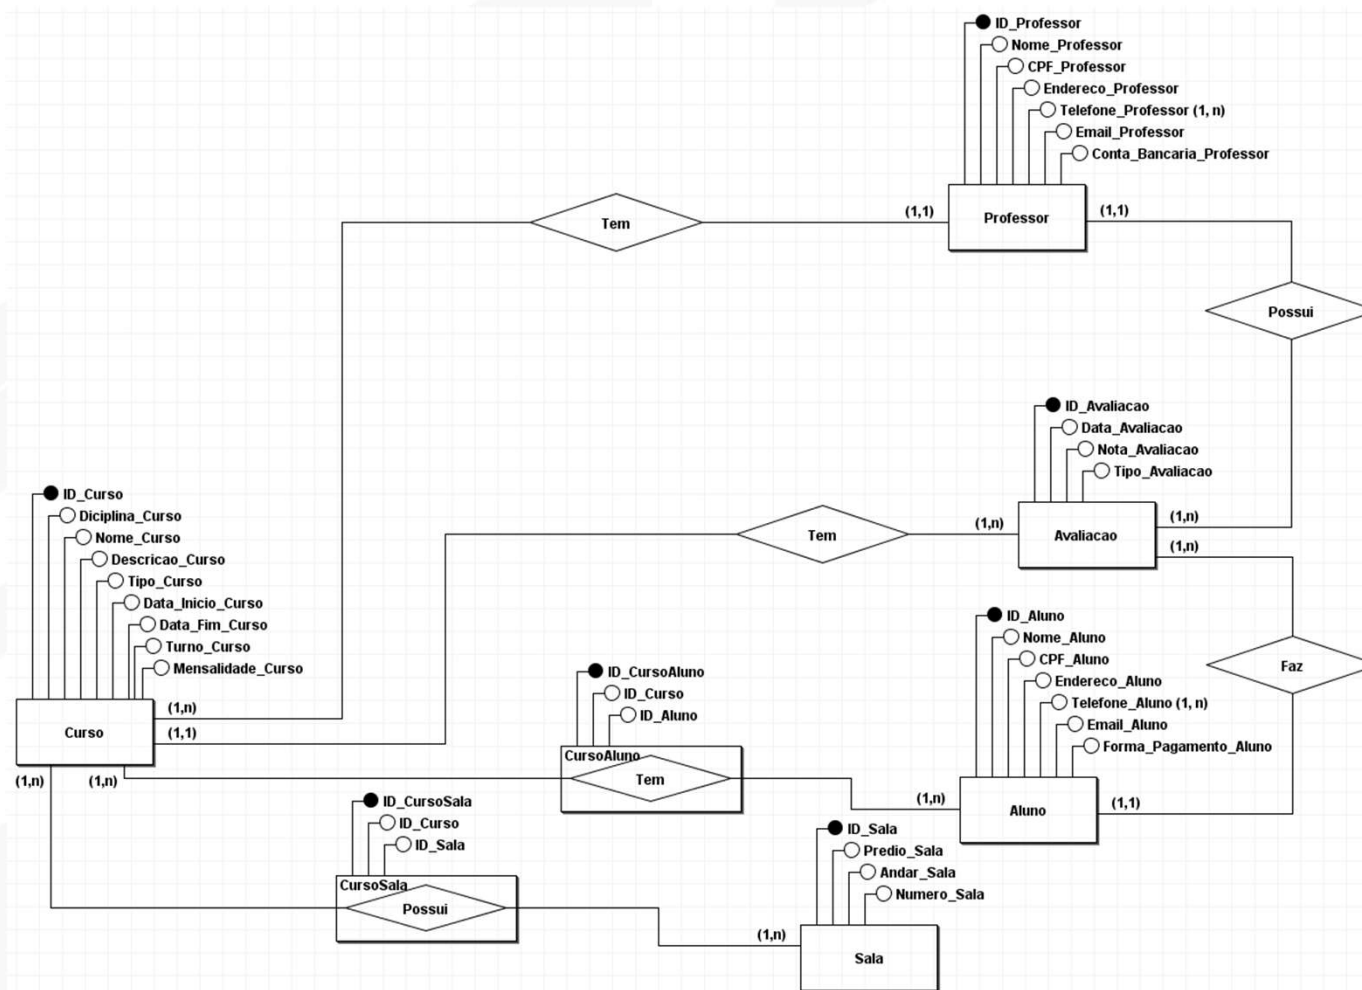 ID_Professor
Nome_Professor
CPF_Professor
Endereco_Professor
Telefone_Professor (1, n)
Email_Professor
Conta_Bancaria_Professor
Tem
(1,1)
Professor
(1,1)
Possui
ID_Avaliacao
Data_Avaliacao
Nota_Avaliacao
Tipo_Avaliacao
Tem
(1,n)
Avaliacao
(1,n)
(1,n)
ID_Curso
Diciplina_Curso
Nome_Curso
Descricao_Curso
Tipo_Curso
Data_Inicio_Curso
Data_Fim_Curso
Turno_Curso
Mensalidade_Curso
Curso
(1,n)
(1,1)
(1,n)
(1,n)
ID_CursoAluno
ID_Curso
ID_Aluno
CursoAluno
Tem
(1,n)
ID_Aluno
Nome_Aluno
CPF_Aluno
Endereco_Aluno
Telefone_Aluno (1, n)
Email_Aluno
Forma_Pagamento_Aluno
Aluno
(1,1)
Faz
ID_CursoSala
ID_Curso
ID_Sala
CursoSala
Possui
(1,n)
ID_Sala
Predio_Sala
Andar_Sala
Numero_Sala
Sala